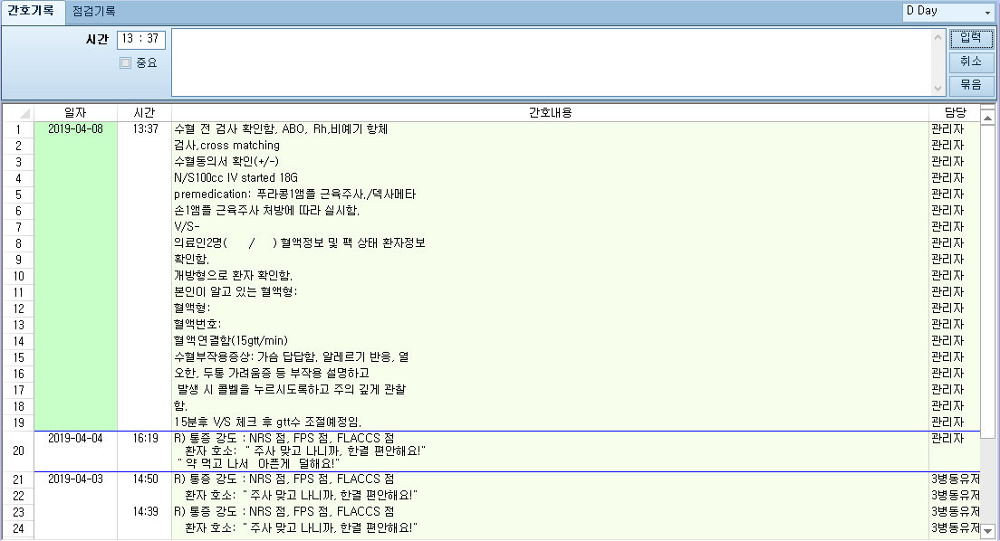 간호기록 점검기록 D Day
시간 13 : 37 입력
중요 취소
묶음
일자 시간 간호내용 담당
1 2019-04-08 13:37 수혈 전 검사 확인함, ABO, Rh,비예기 항체 관리자
2 검사,cross matching 관리자
3 수혈동의서 확인(+/-) 관리자
4 N/S100cc IV started 18G 관리자
5 premedication: 푸라콩1앰플 근육주사,/덱사메타 관리자
6 손1앰플 근육주사 처방에 따라 실시함. 관리자
7 V/S- 관리자
8 의료인2명( / ) 혈액정보 및 팩 상태 환자정보 관리자
9 확인함. 관리자
10 개방형으로 환자 확인함. 관리자
11 본인이 알고 있는 혈액형: 관리자
12 혈액형: 관리자
13 혈액번호: 관리자
14 혈액연결함(15gtt/min) 관리자
15 수혈부작용증상: 가슴 답답함, 알레르기 반응, 열 관리자
16 오한, 두통 가려움증 등 부작용 설명하고 관리자
17 발생 시 콜벨을 누르시도록하고 주의 깊게 관찰 관리자
18 함. 관리자
19 15분후 V/S 체크 후 gtt수 조절예정임. 관리자
20 2019-04-04 16:19 R) 통증 강도 : NRS 점, FPS 점, FLACCS 점 관리자
환자 호소: " 주사 맞고 나니까, 한결 편안해요!"
" 약 먹고 나서 아픈게 덜해요!"
21 2019-04-03 14:50 R) 통증 강도 : NRS 점, FPS 점, FLACCS 점 3병동유저
22 환자 호소: " 주사 맞고 나니까, 한결 편안해요!" 3병동유저
23 14:39 R) 통증 강도 : NRS 점, FPS 점, FLACCS 점 3병동유저
24 환자 호소: " 주사 맞고 나니까, 한결 편안해요!" 3병동유저